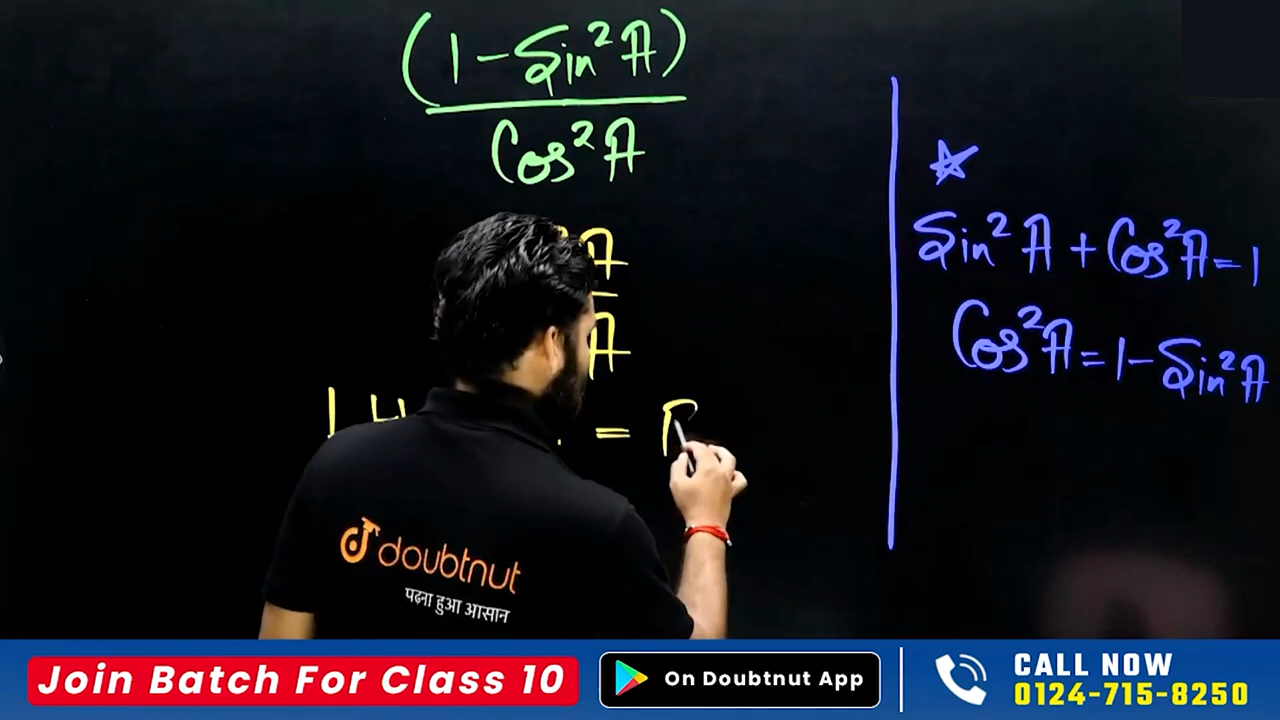 (1-Sin²A)
Cos²A
A
A
=
Sin²A + Cos²A = 1
Cos²A = 1 - Sin²A
doubtnut
पढ़ना हुआ आसान
Join Batch For Class 10
On Doubtnut App
CALL NOW
0124-715-8250